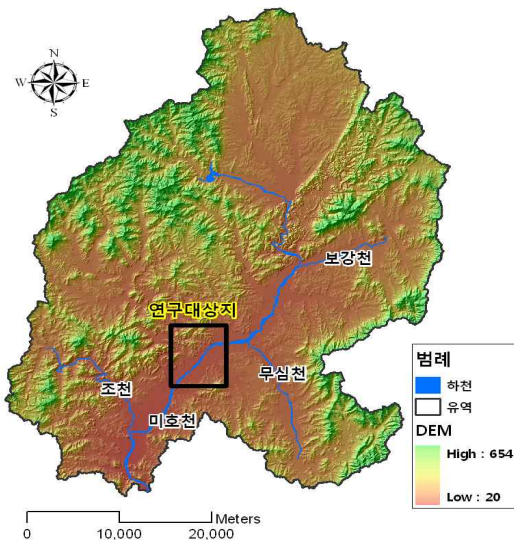 N
W E
S
보강천
연구대상지
무심천
조천
미호천
범례
하천
유역
DEM
High : 654
Low : 20
Meters
0 10,000 20,000